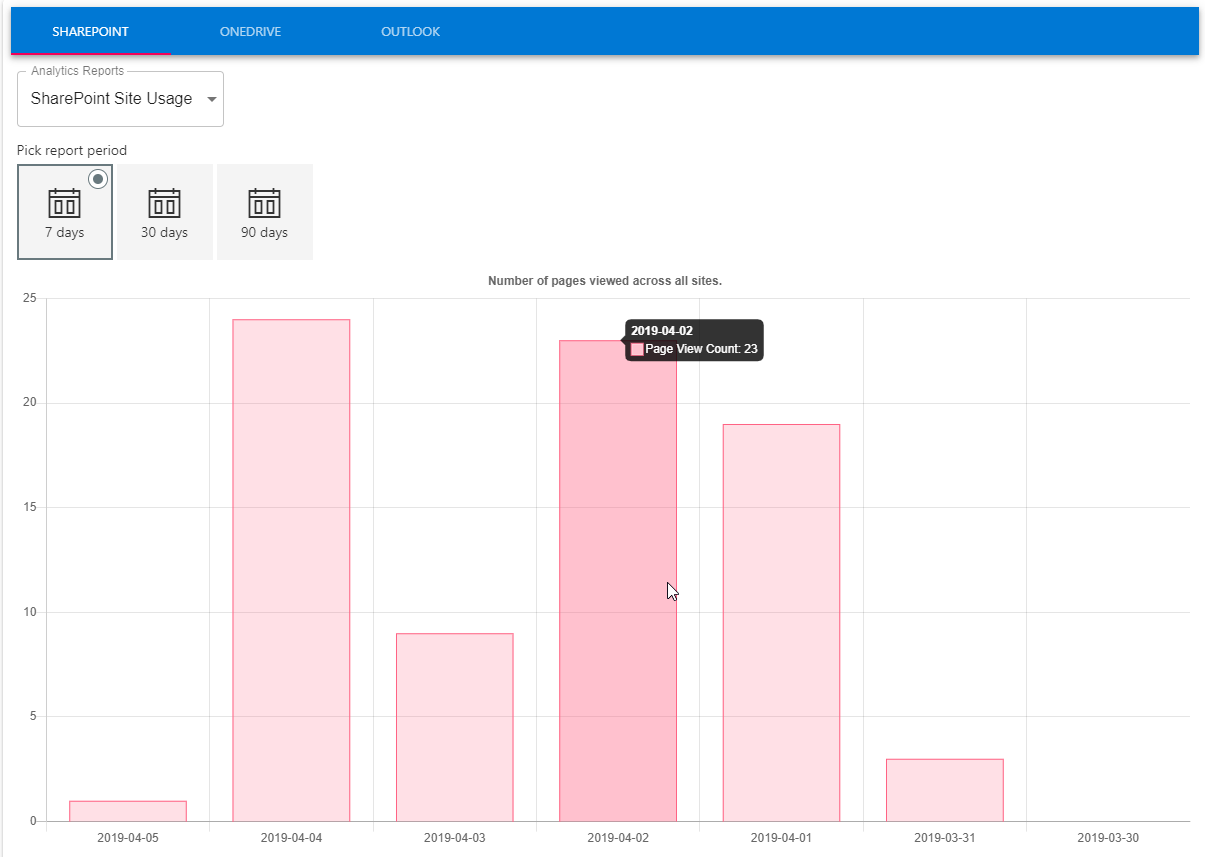 SHAREPOINT ONEDRIVE OUTLOOK
Analytics Reports
SharePoint Site Usage
Pick report period
7 days 30 days 90 days
Number of pages viewed across all sites.
25
2019-04-02
Page View Count: 23
20
15
10
5
0
2019-04-05 2019-04-04 2019-04-03 2019-04-02 2019-04-01 2019-03-31 2019-03-30